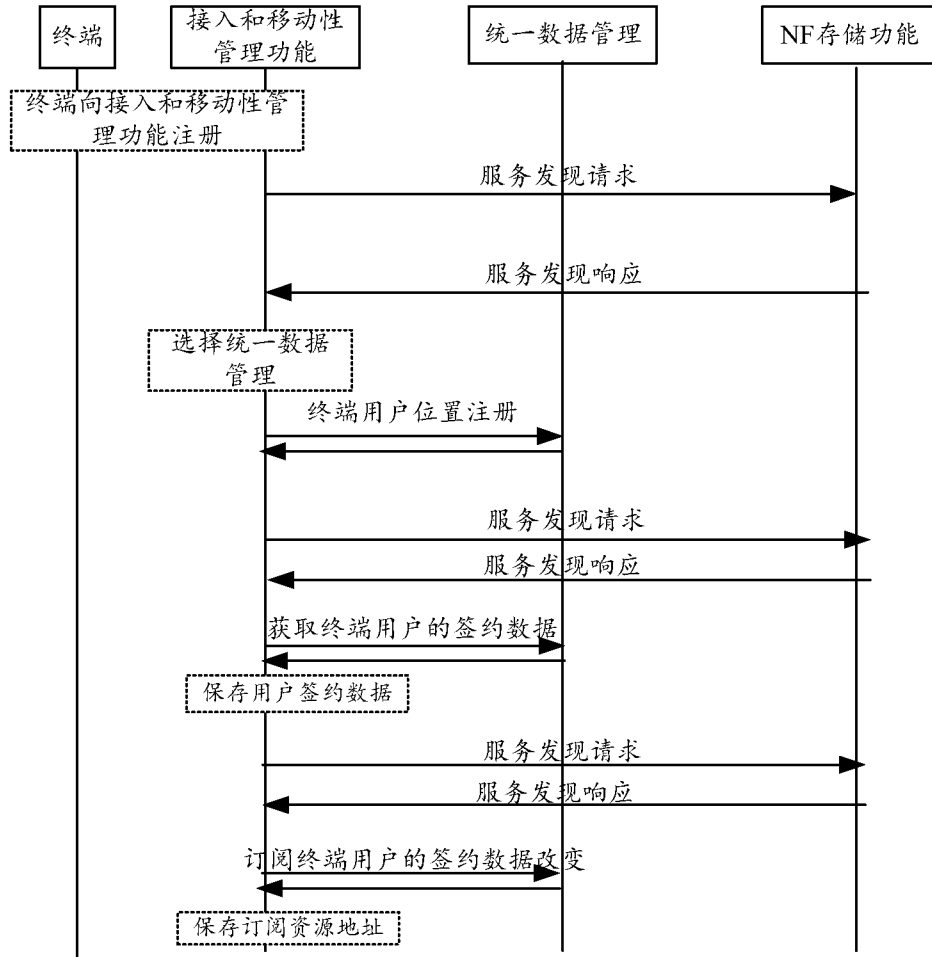 终端
接入和移动性
管理功能
统一数据管理
NF存储功能
终端向接入和移动性管
理功能注册
服务发现请求
服务发现响应
选择统一数据
管理
终端用户位置注册
服务发现请求
服务发现响应
获取终端用户的签约数据
保存用户签约数据
服务发现请求
服务发现响应
订阅终端用户的签约数据改变
保存订阅资源地址